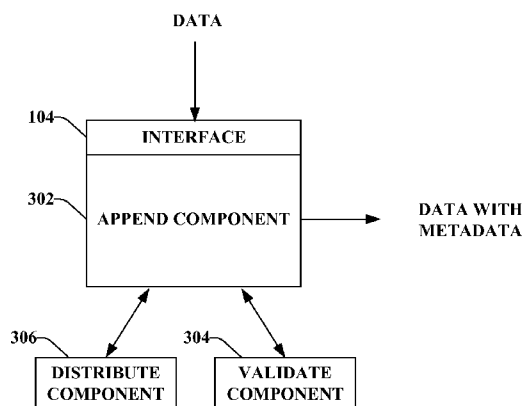 DATA
104
INTERFACE
302
APPEND COMPONENT
DATA WITH
METADATA
306
304
DISTRIBUTE
COMPONENT
VALIDATE
COMPONENT